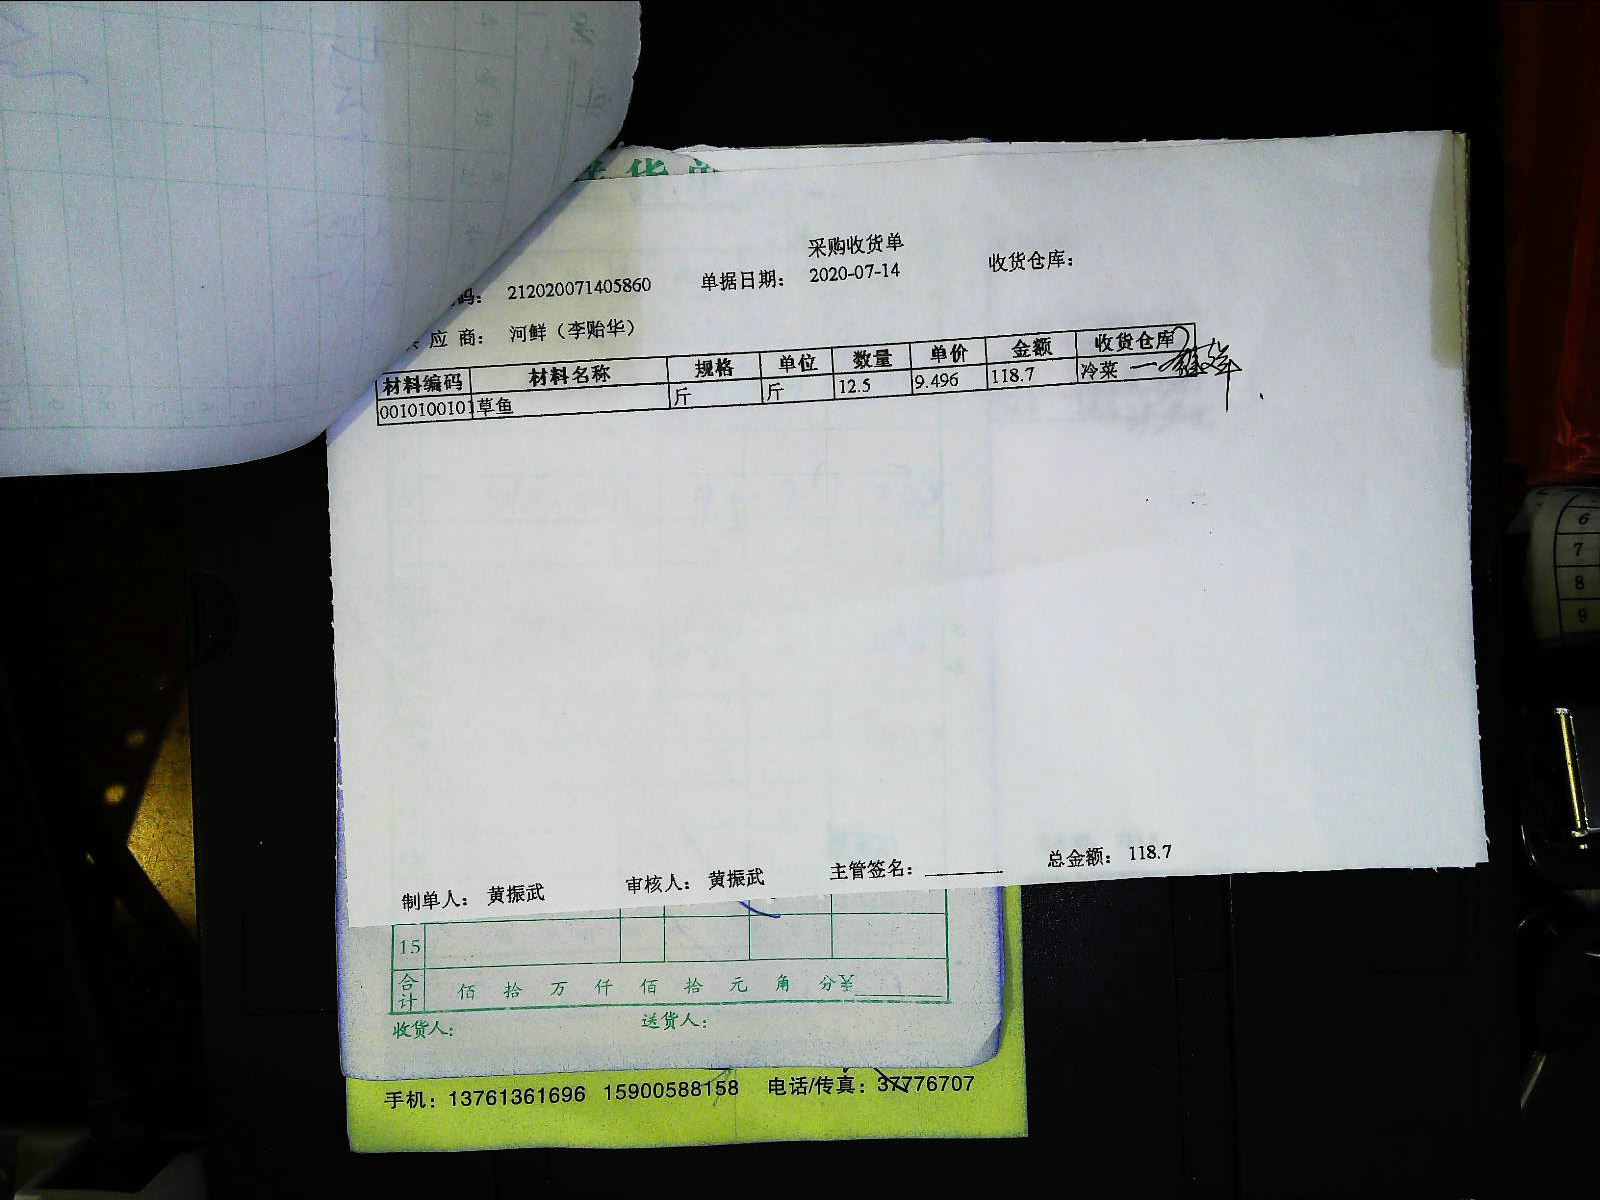 采购收货单
码： 212020071405860 单据日期： 2020-07-14 收货仓库：
应 商： 河鲜（李贻华）
材料编码 材料名称 规格 单位 数量 单价 金额 收货仓库
0010100101 草鱼 斤 斤 12.5 9.496 118.7 冷菜
制单人： 黄振武 审核人： 黄振武 主管签名： 总金额： 118.7
15
合计 佰 拾 万 仟 佰 拾 元 角 分¥
收货人： 送货人：
手机：13761361696 15900588158 电话/传真：37776707
6
7
8
9